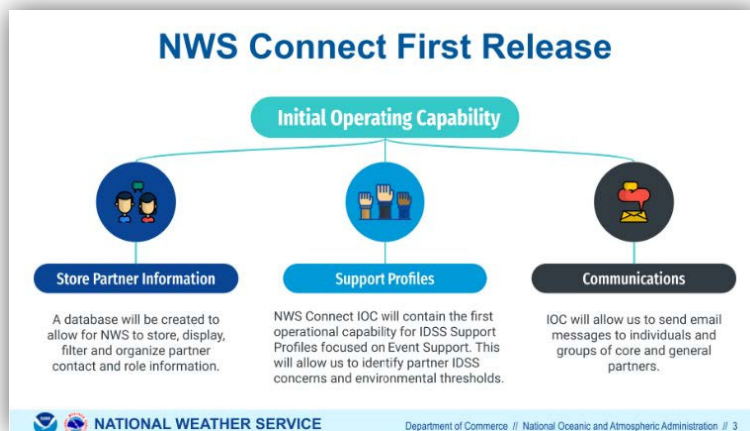 NWS Connect First Release
Initial Operating Capability
Store Partner Information
A database will be created to
allow for NWS to store, display,
filter and organize partner
contact and role information.
Support Profiles
NWS Connect IOC will contain the first
operational capability for IDSS Support
Profiles focused on Event Support. This
will allow us to identify partner IDSS
concerns and environmental thresholds.
Communications
IOC will allow us to send email
messages to individuals and
groups of core and general
partners.
NATIONAL WEATHER SERVICE
Department of Commerce // National Oceanic and Atmospheric Administration // 3